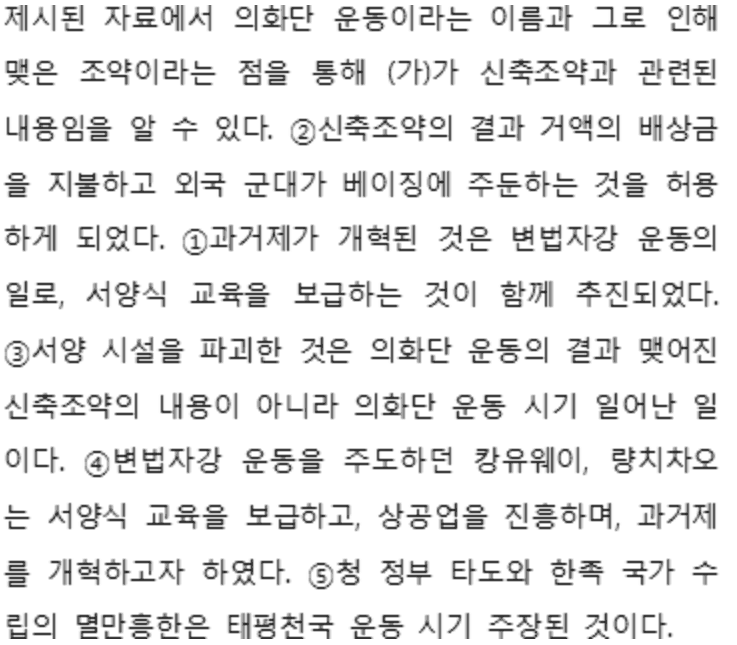 제시된 자료에서 의화단 운동이라는 이름과 그로 인해
맺은 조약이라는 점을 통해 (가)가 신축조약과 관련된
내용임을 알 수 있다. ②신축조약의 결과 거액의 배상금
을 지불하고 외국 군대가 베이징에 주둔하는 것을 허용
하게 되었다. ①과거제가 개혁된 것은 변법자강 운동의
일로, 서양식 교육을 보급하는 것이 함께 추진되었다.
③서양 시설을 파괴한 것은 의화단 운동의 결과 맺어진
신축조약의 내용이 아니라 의화단 운동 시기 일어난 일
이다. ④변법자강 운동을 주도하던 캉유웨이, 량치차오
는 서양식 교육을 보급하고, 상공업을 진흥하며, 과거제
를 개혁하고자 하였다. ⑤청 정부 타도와 한족 국가 수
립의 멸만흥한은 태평천국 운동 시기 주장된 것이다.